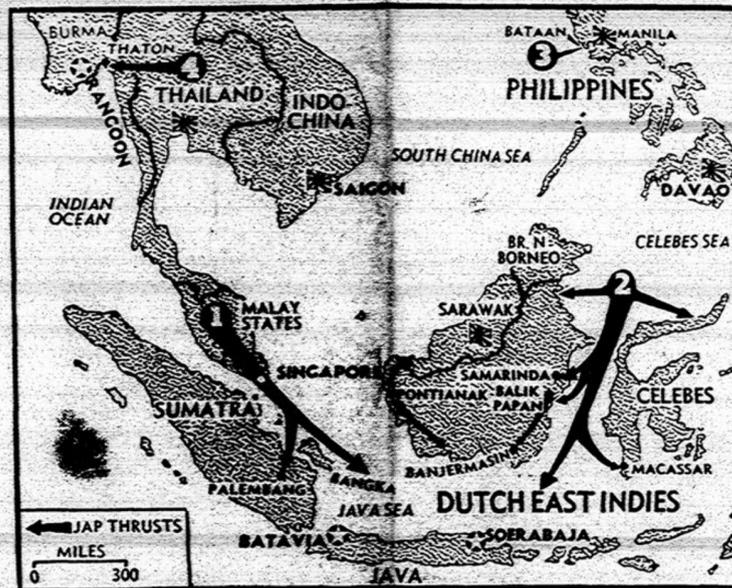 BURMA
THATON
4
RANGOON
THAILAND
INDO-
CHINA
BATAAN
MANILA
3
PHILIPPINES
SOUTH CHINA SEA
SAIGON
DAVAO
INDIAN
OCEAN
CELEBES SEA
BR. N.
BORNEO
2
1
MALAY
STATES
SARAWAK
SINGAPORE
SAMARINDA
PONTIANAK
BALIK
PAPAN
CELEBES
SUMATRA
BANJERMASIN
MACASSAR
PALEMBANG
BANGKA
DUTCH EAST INDIES
JAVA SEA
JAP THRUSTS
MILES
0 300
BATAVIA
SOERABAJA
JAVA